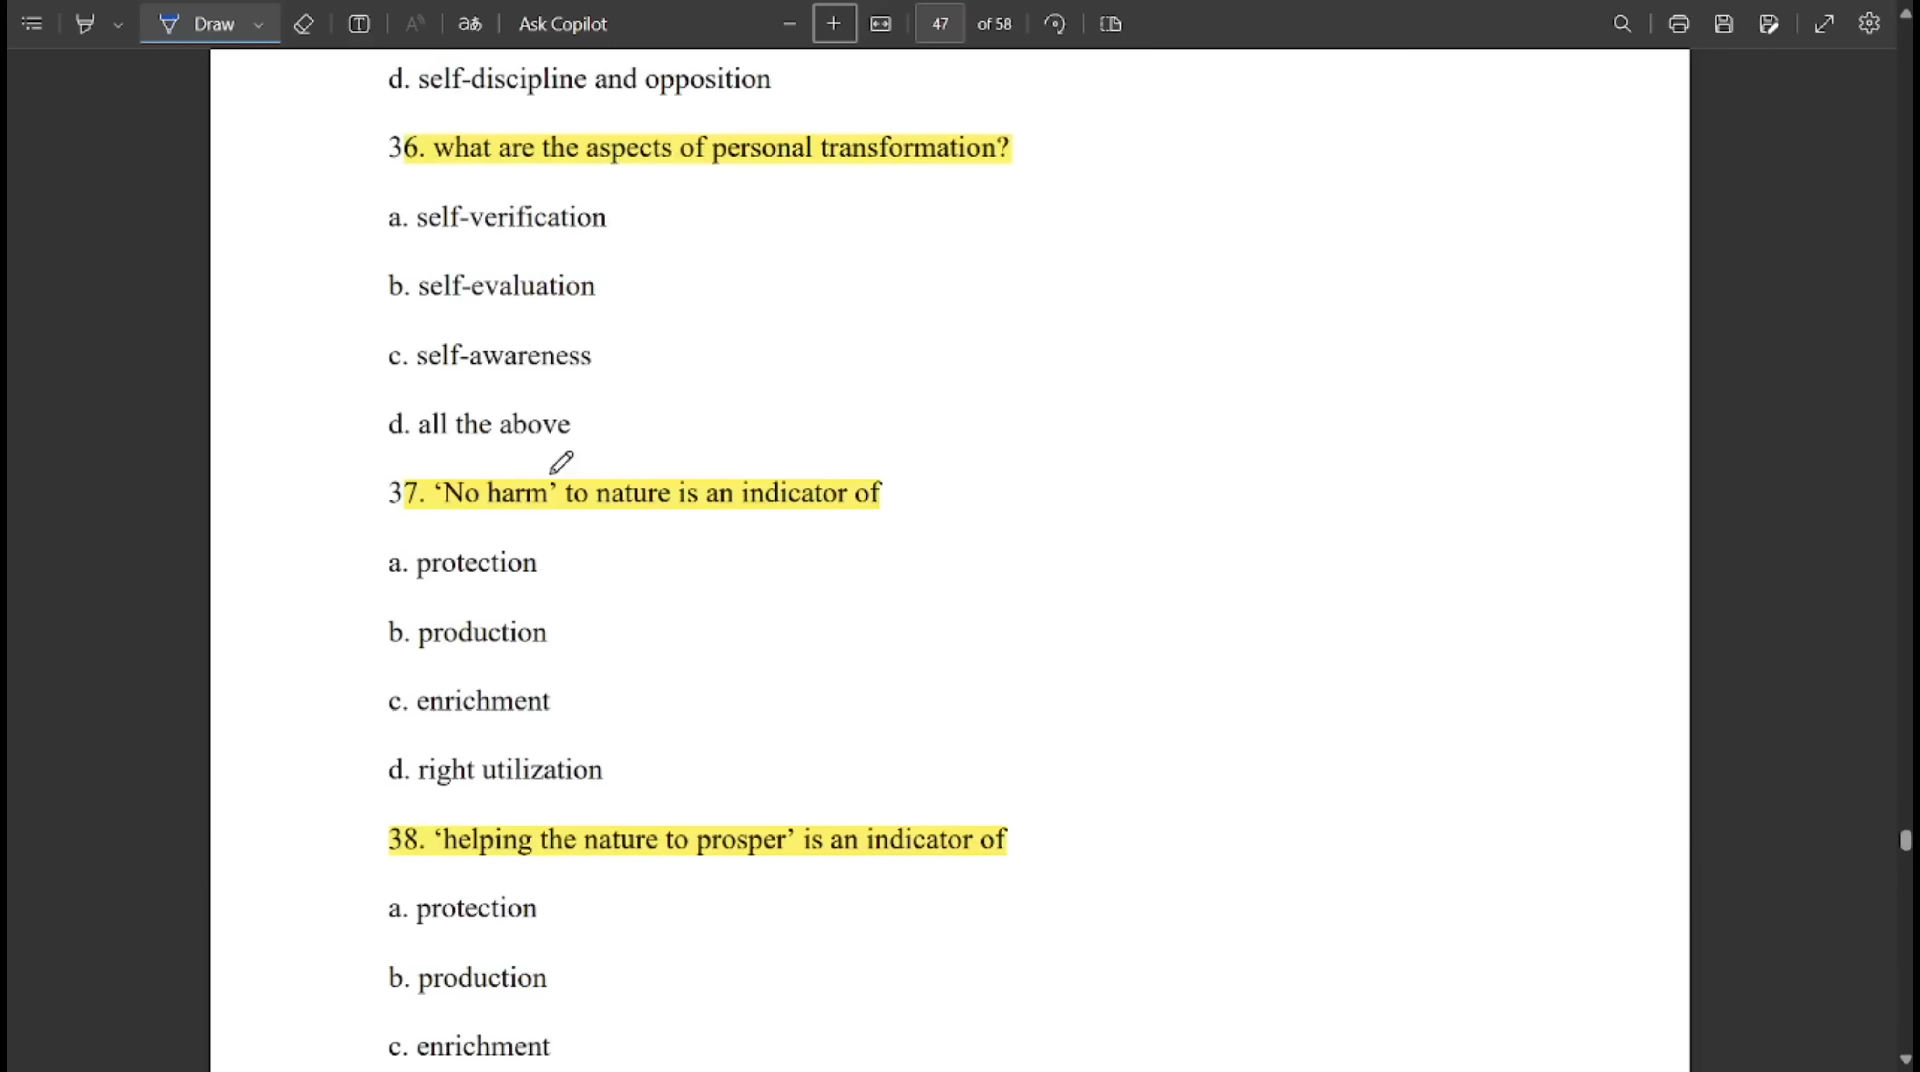 Draw
Ask Copilot
47 of 58
d. self-discipline and opposition
36. what are the aspects of personal transformation?
a. self-verification
b. self-evaluation
c. self-awareness
d. all the above
37. ‘No harm’ to nature is an indicator of
a. protection
b. production
c. enrichment
d. right utilization
38. ‘helping the nature to prosper’ is an indicator of
a. protection
b. production
c. enrichment